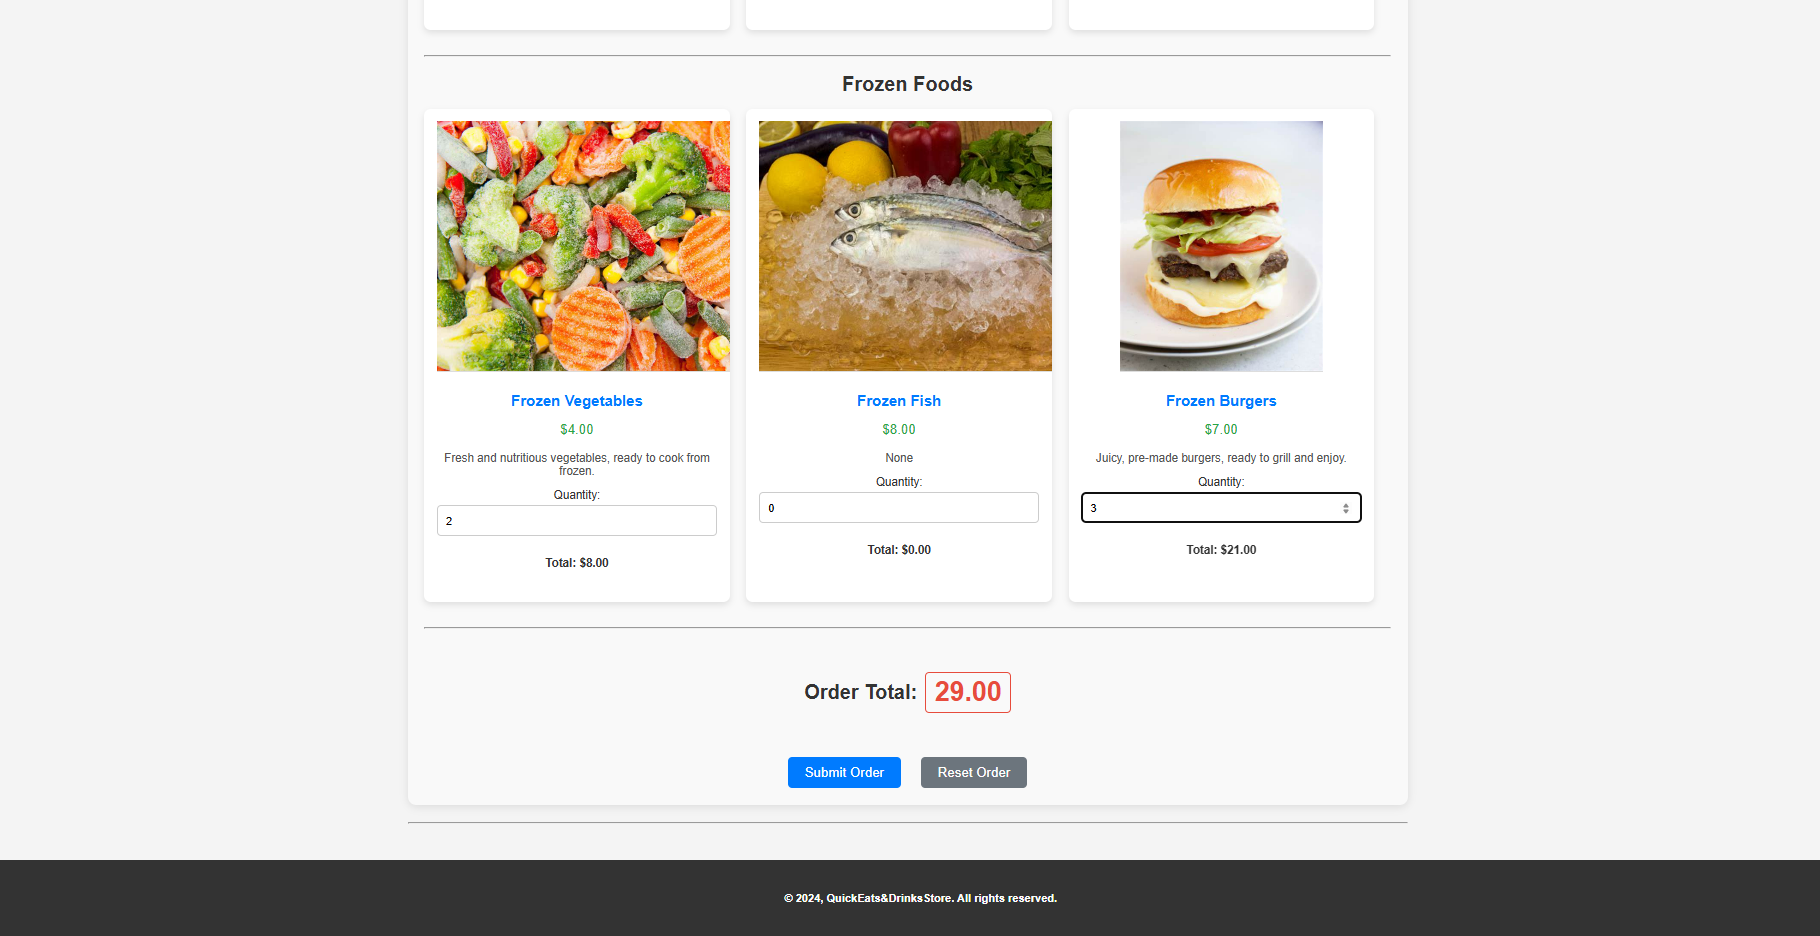 Frozen Foods
Frozen Vegetables
$4.00
Fresh and nutritious vegetables, ready to cook from
frozen.
Quantity:
2
Total: $8.00
Frozen Fish
$8.00
None
Quantity:
0
Total: $0.00
Frozen Burgers
$7.00
Juicy, pre-made burgers, ready to grill and enjoy.
Quantity:
3
Total: $21.00
Order Total: 29.00
Submit Order Reset Order
© 2024, QuickEats&DrinksStore. All rights reserved.